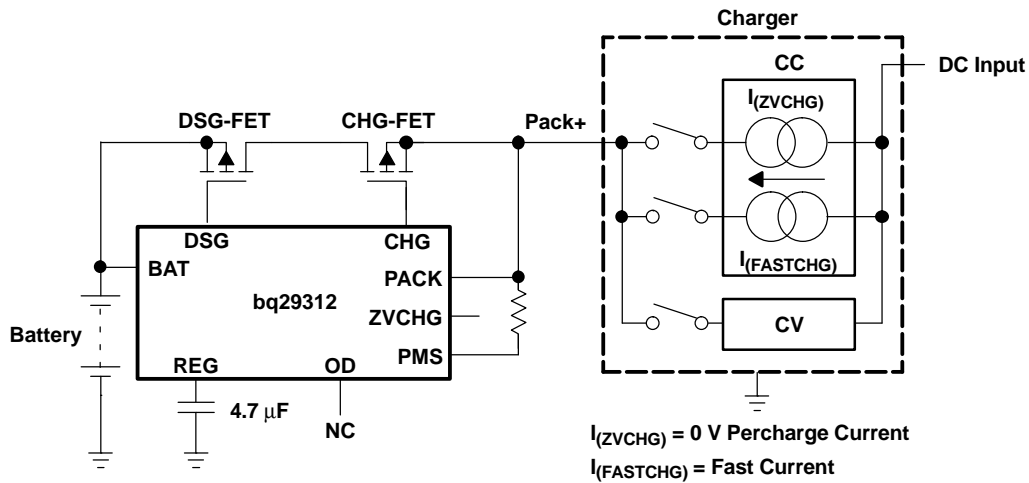 Charger
CC
DC Input
I(ZVCHG)
DSG-FET
CHG-FET
Pack+
I(FASTCHG)
DSG
CHG
BAT
PACK
bq29312
ZVCHG
Battery
PMS
REG
OD
CV
4.7 μF
NC
I(ZVCHG) = 0 V Percharge Current
I(FASTCHG) = Fast Current